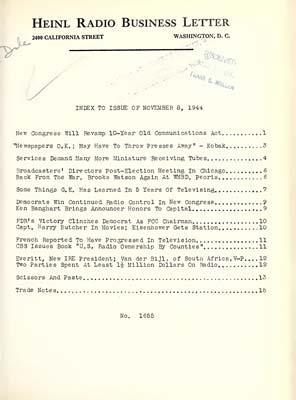 HEINL RADIO BUSINESS LETTER
2400 CALIFORNIA STREET WASHINGTON, D. C.
INDEX TO ISSUE OF NOVEMBER 8, 1944
New Congress Will Revamp 10-Year Old Communications Act...........1
"Newspapers O.K.; May Have To Throw Presses Away" - Kobak.........3
Services Demand Many More Miniature Receiving Tubes...............4
Broadcasters' Directors Post-Election Meeting In Chicago..........6
Back From The War, Brooks Watson Again At WMBD, Peoria............6
Some Things G.E. Has Learned In 5 Years Of Television.............7
Democrats Win Continued Radio Control In New Congress.............9
Ken Banghart Brings Announcer Honors To Capital...................9
FDR's Victory Clinches Democrat As FCC Chairman..................10
Capt. Harry Butcher In Movies; Eisenhower Gets Station...........10
French Reported To Have Progressed In Television.................11
CBS Issues Book "U.S. Radio Ownership By Counties"...............11
Everitt, New IRE President; Van der Bijl, of South Africa, V-P...12
Two Parties Spent At Least 1½ Million Dollars On Radio...........12
Scissors And Paste...............................................13
Trade Notes......................................................15
No. 1655